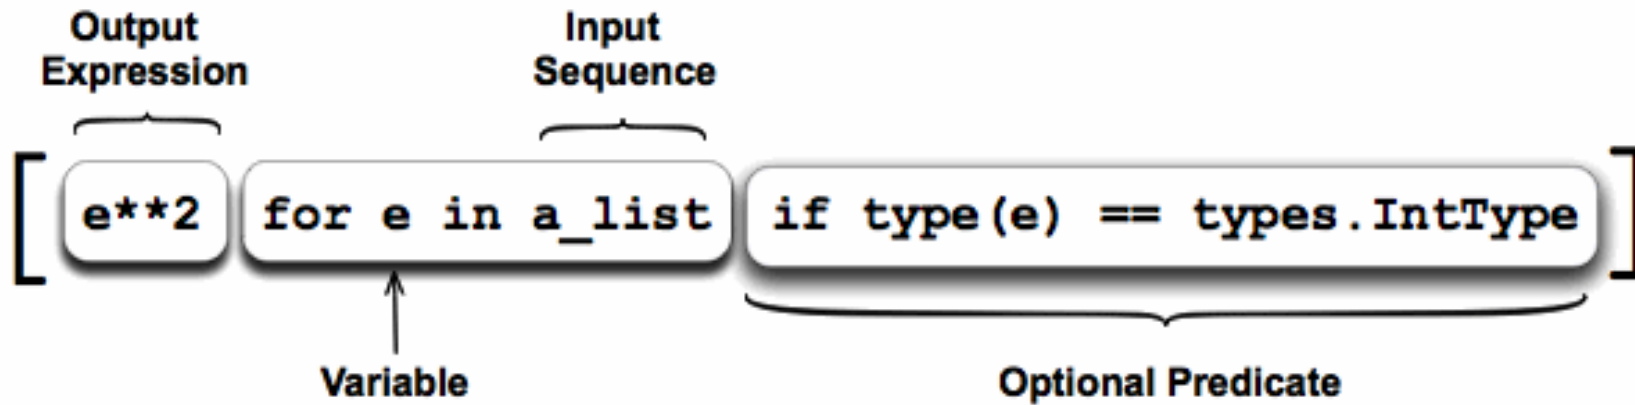 Output
Expression
Input
Sequence
[ e**2 for e in a_list if type(e) == types.IntType ]
Variable
Optional Predicate